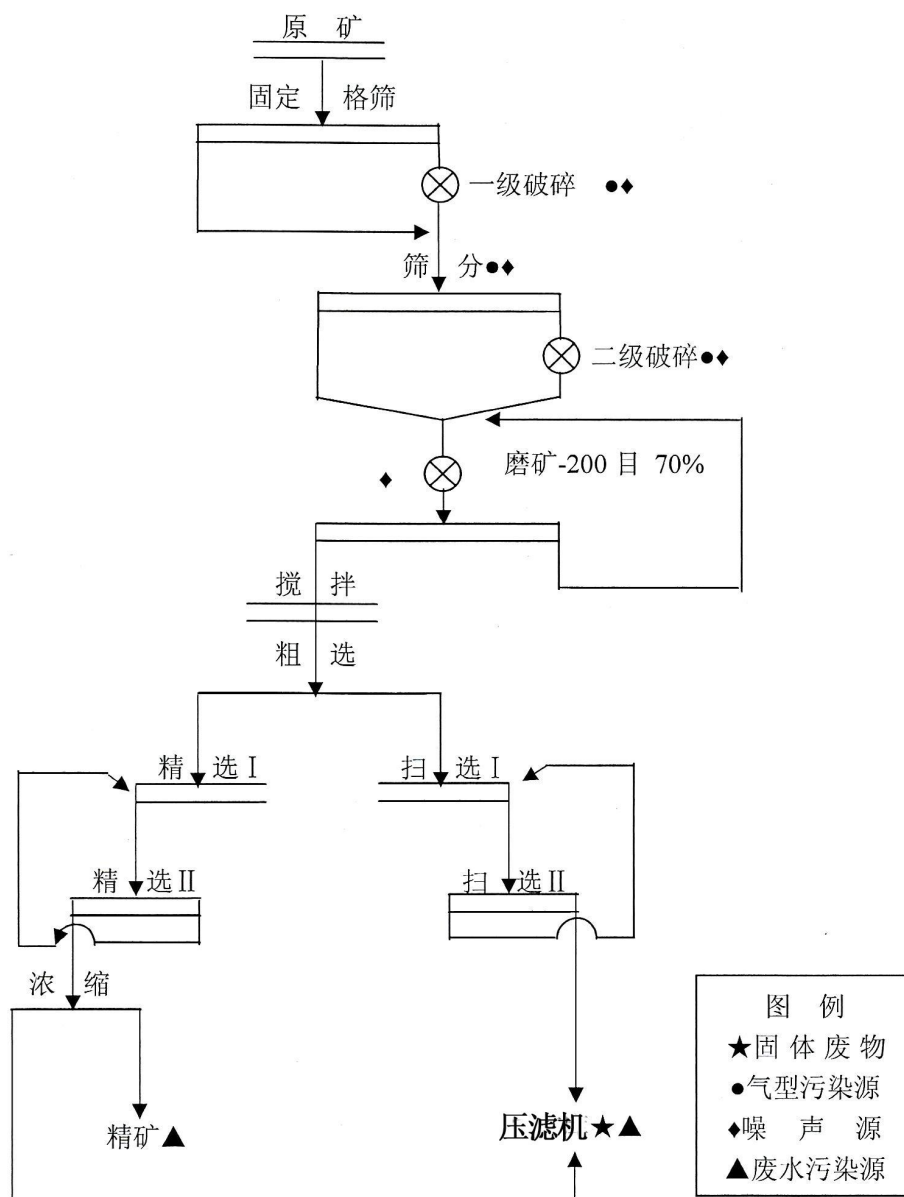 原 矿
固定 格筛
一级破碎 ●♦
筛 分●♦
二级破碎●♦
磨矿-200 目 70%
♦
搅 拌
粗 选
精 选 I
扫 选 I
精 选 II
扫 选 II
浓 缩
精矿▲
压滤机★▲
图 例
★固 体 废 物
●气型污染源
♦噪 声 源
▲废水污染源